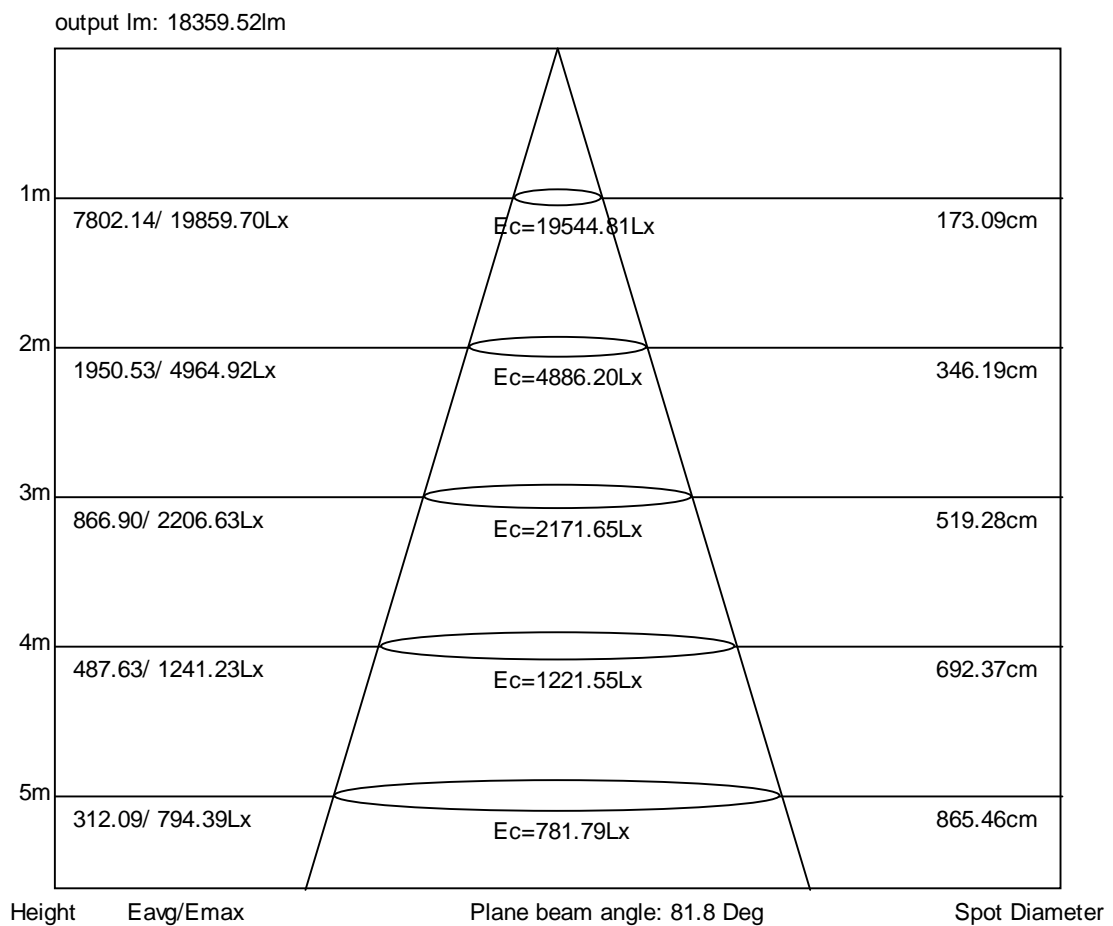 output lm: 18359.52lm
1m
7802.14/ 19859.70Lx
Ec=19544.81Lx
173.09cm
2m
1950.53/ 4964.92Lx
Ec=4886.20Lx
346.19cm
3m
866.90/ 2206.63Lx
Ec=2171.65Lx
519.28cm
4m
487.63/ 1241.23Lx
Ec=1221.55Lx
692.37cm
5m
312.09/ 794.39Lx
Ec=781.79Lx
865.46cm
Height Eavg/Emax Plane beam angle: 81.8 Deg Spot Diameter